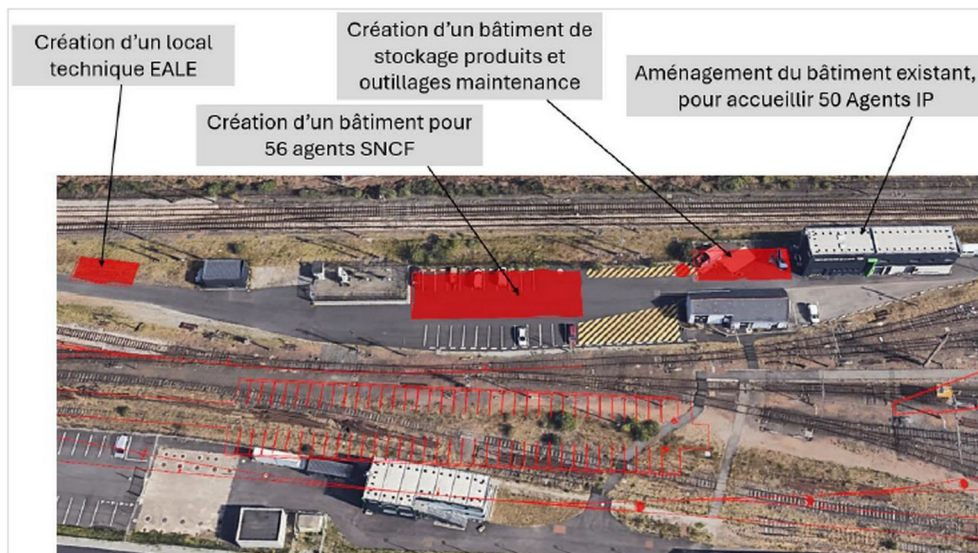 Création d'un local
technique EALE
Création d'un bâtiment de
stockage produits et
outillages maintenance
Aménagement du bâtiment existant,
pour accueillir 50 Agents IP
Création d'un bâtiment pour
56 agents SNCF